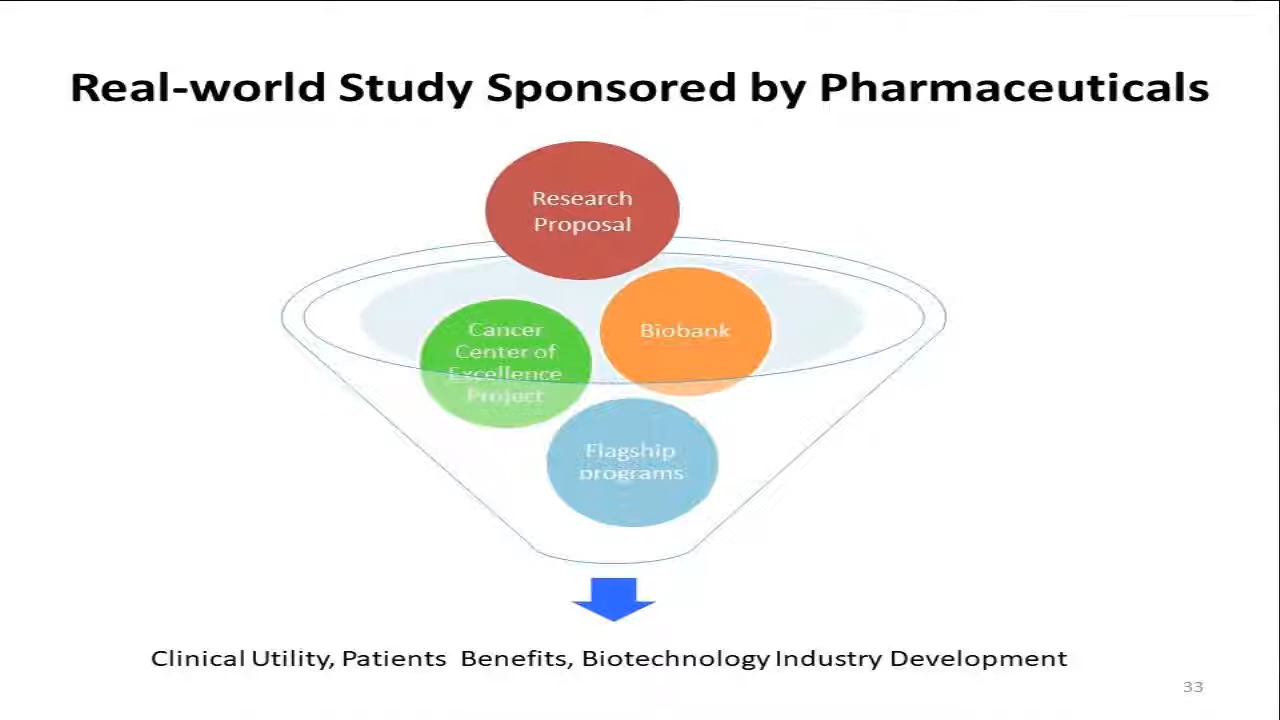 Real-world Study Sponsored by Pharmaceuticals
Research
Proposal
Biobank
Cancer
Center of
Excellence
Project
Flagship
programs
Clinical Utility, Patients Benefits, Biotechnology Industry Development
33